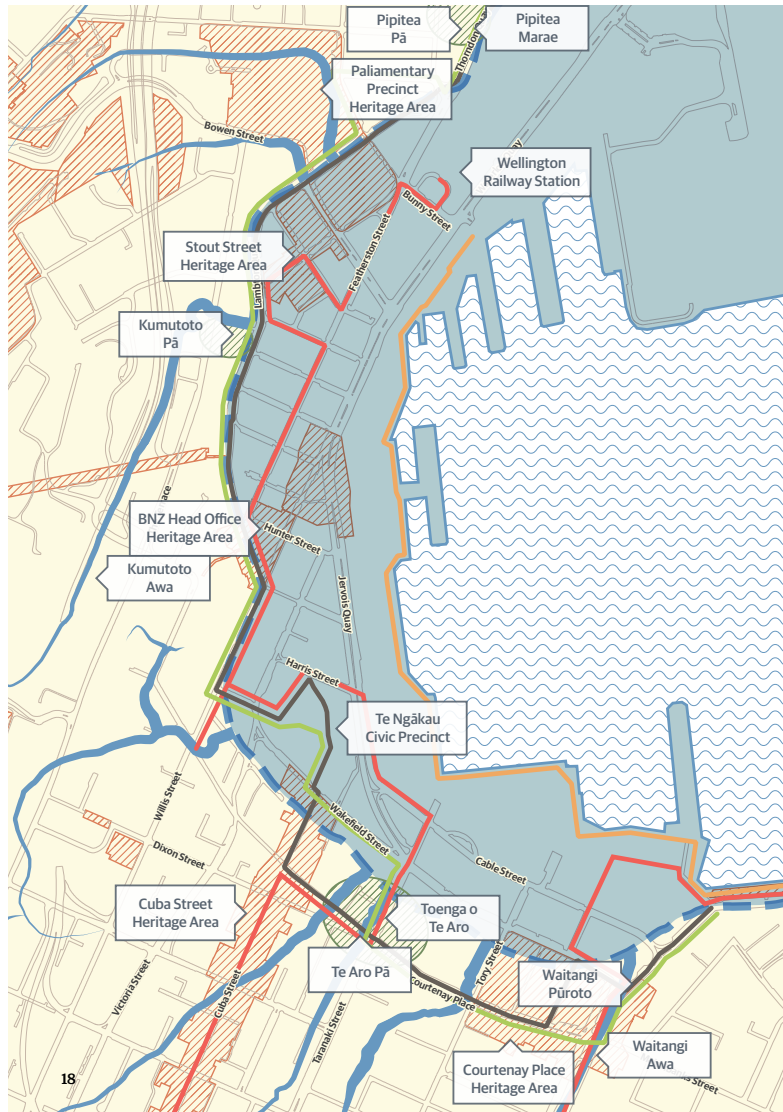 Pipitea
Pā
Pipitea
Marae
Thorndon
Paliamentary
Precinct
Heritage Area
Bowen Street
Wellington
Railway Station
Bunny Street
Featherston Street
Stout Street
Heritage Area
Kumutoto
Pā
BNZ Head Office
Heritage Area
Hunter Street
Kumutoto
Awa
Jervois Quay
Harris Street
Te Ngākau
Civic Precinct
Willis Street
Wakefield Street
Dixon Street
Cable Street
Cuba Street
Heritage Area
Toenga o
Te Aro
Te Aro Pā
Tory Street
Waitangi
Pūroto
Victoria Street
Cuba Street
Courtenay Place
Taranaki Street
Waitangi
Awa
Courtenay Place
Heritage Area
18